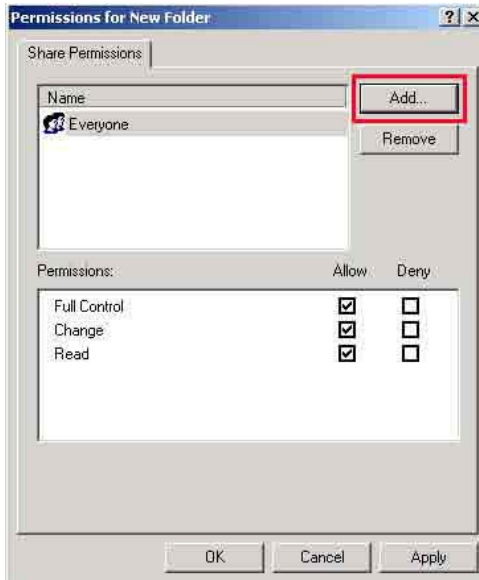 Permissions for New Folder
Share Permissions
Name
Add...
Everyone
Remove
Permissions: Allow Deny
Full Control
Change
Read
OK Cancel Apply